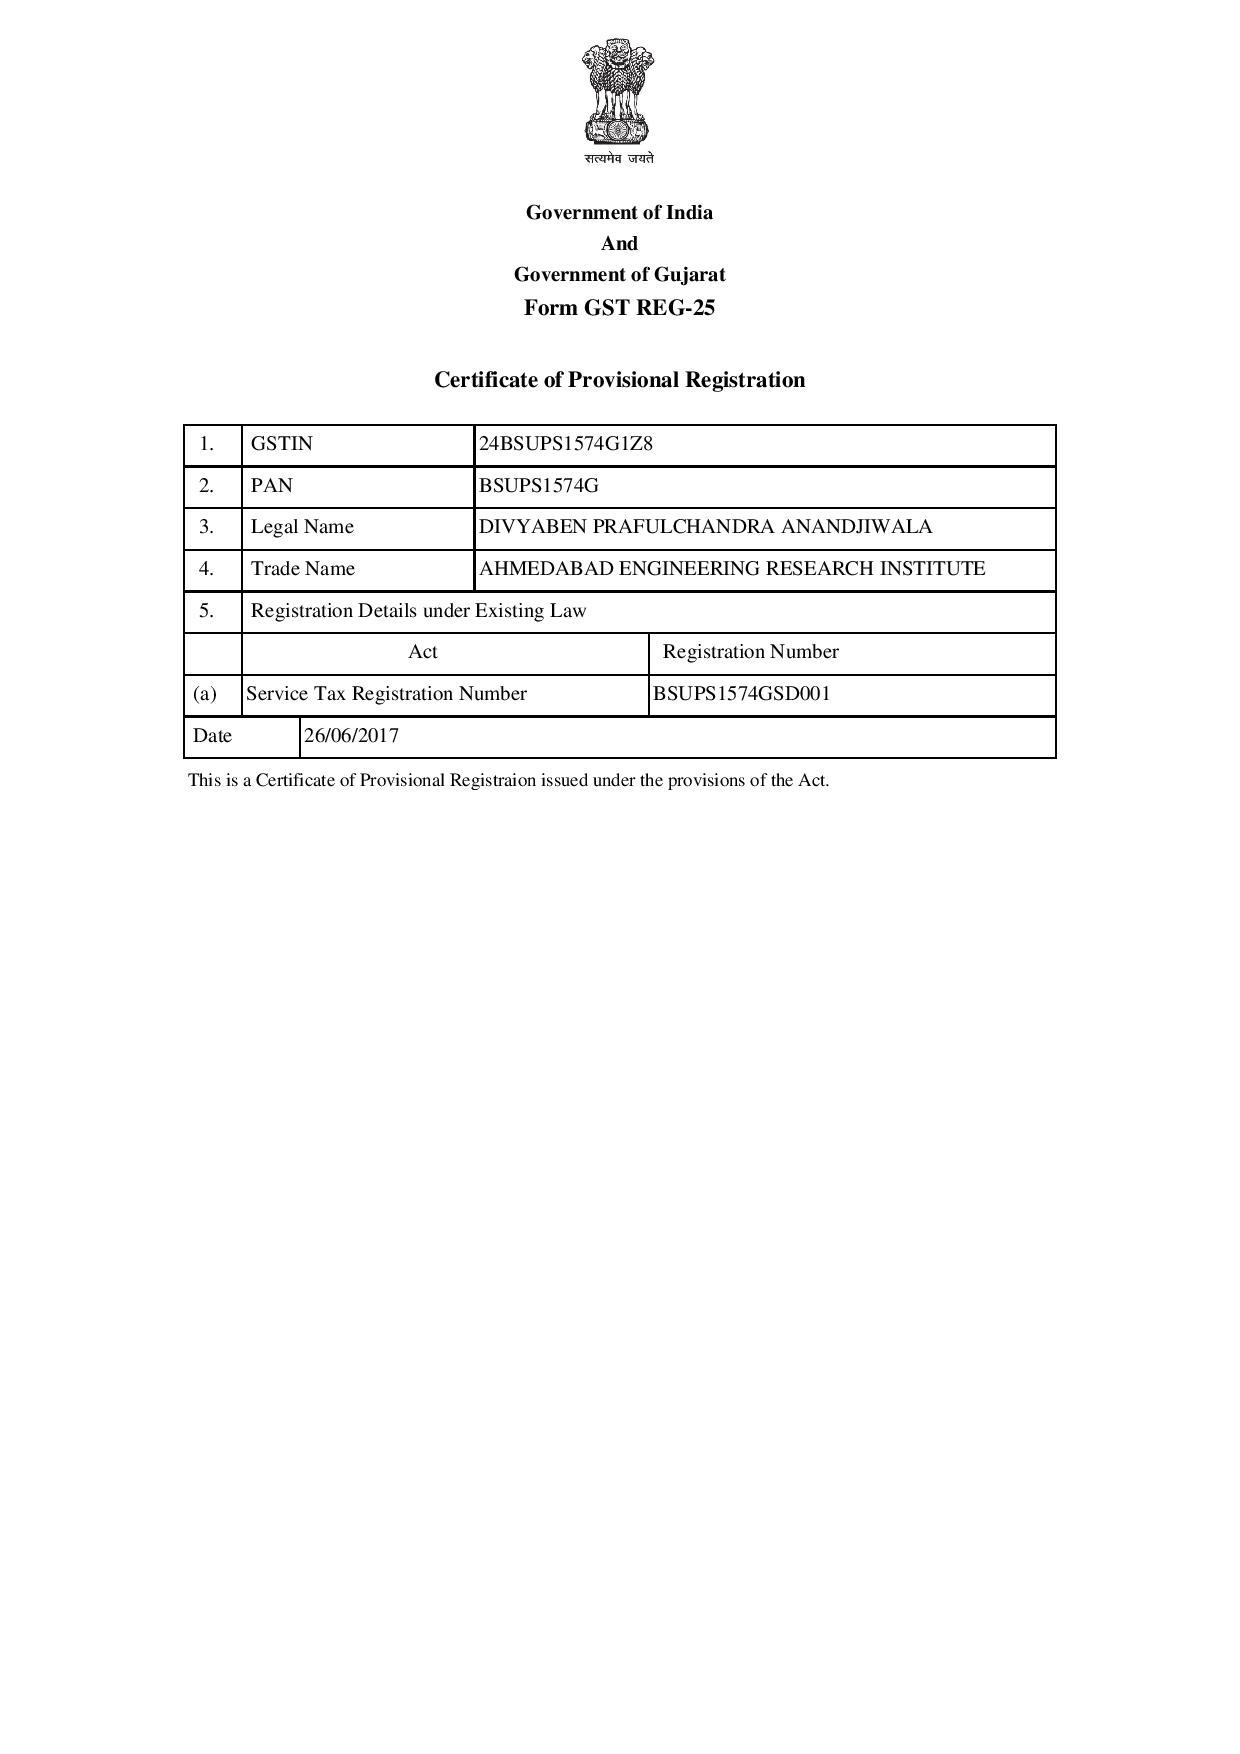 सत्यमेव जयते
Government of India
And
Government of Gujarat
Form GST REG-25
Certificate of Provisional Registration
1. GSTIN 24BSUPS1574G1Z8
2. PAN BSUPS1574G
3. Legal Name DIVYABEN PRAFULCHANDRA ANANDJIWALA
4. Trade Name AHMEDABAD ENGINEERING RESEARCH INSTITUTE
5. Registration Details under Existing Law
Act Registration Number
(a) Service Tax Registration Number BSUPS1574GSD001
Date 26/06/2017
This is a Certificate of Provisional Registraion issued under the provisions of the Act.